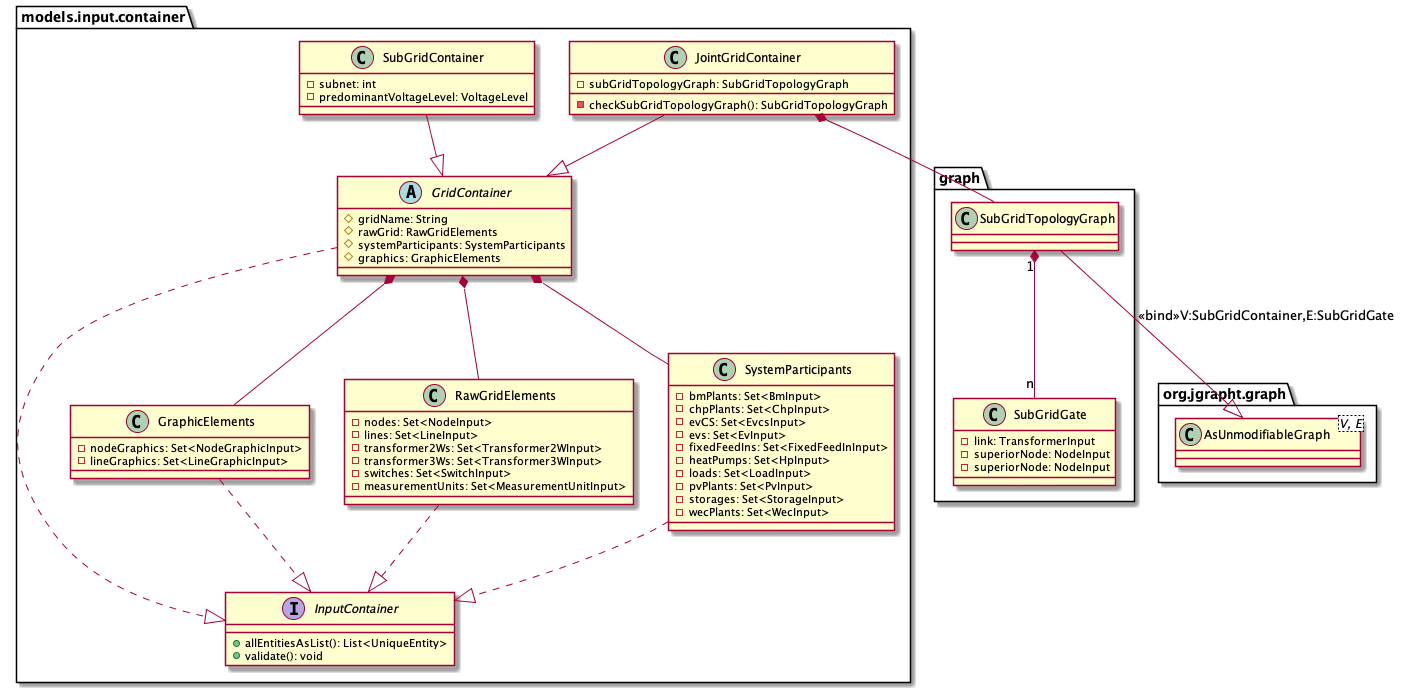 models.input.container
C SubGridContainer
subnet: int
predominantVoltageLevel: VoltageLevel
C JointGridContainer
subGridTopologyGraph: SubGridTopologyGraph
checkSubGridTopologyGraph(): SubGridTopologyGraph
A GridContainer
gridName: String
rawGrid: RawGridElements
systemParticipants: SystemParticipants
graphics: GraphicElements
graph
C SubGridTopologyGraph
1
n
«bind»V:SubGridContainer,E:SubGridGate
C GraphicElements
nodeGraphics: Set<NodeGraphicInput>
lineGraphics: Set<LineGraphicInput>
C RawGridElements
nodes: Set<NodeInput>
lines: Set<LineInput>
transformer2Ws: Set<Transformer2WInput>
transformer3Ws: Set<Transformer3WInput>
switches: Set<SwitchInput>
measurementUnits: Set<MeasurementUnitInput>
C SystemParticipants
bmPlants: Set<BmInput>
chpPlants: Set<ChpInput>
evCS: Set<EvcsInput>
evs: Set<EvInput>
fixedFeedIns: Set<FixedFeedInInput>
heatPumps: Set<HpInput>
loads: Set<LoadInput>
pvPlants: Set<PvInput>
storages: Set<StorageInput>
wecPlants: Set<WecInput>
C SubGridGate
link: TransformerInput
superiorNode: NodeInput
superiorNode: NodeInput
org.jgrapht.graph
C AsUnmodifiableGraph
V, E
I InputContainer
allEntitiesAsList(): List<UniqueEntity>
validate(): void